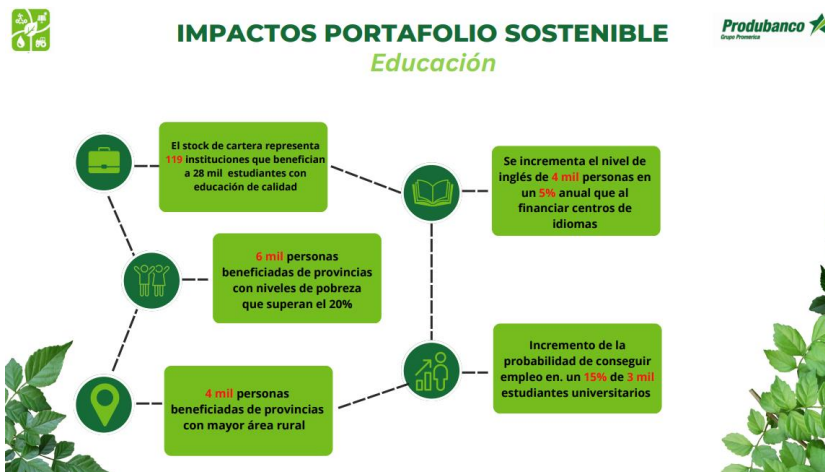 IMPACTOS PORTAFOLIO SOSTENIBLE
Educación
Produbanco
Grupo Promerica
El stock de cartera representa
119 instituciones que benefician
a 28 mil estudiantes con
educación de calidad
Se incrementa el nivel de
inglés de 4 mil personas en
un 5% anual que al
financiar centros de
idiomas
6 mil personas
beneficiadas de provincias
con niveles de pobreza
que superan el 20%
Incremento de la
probabilidad de conseguir
empleo en. un 15% de 3 mil
estudiantes universitarios
4 mil personas
beneficiadas de provincias
con mayor área rural